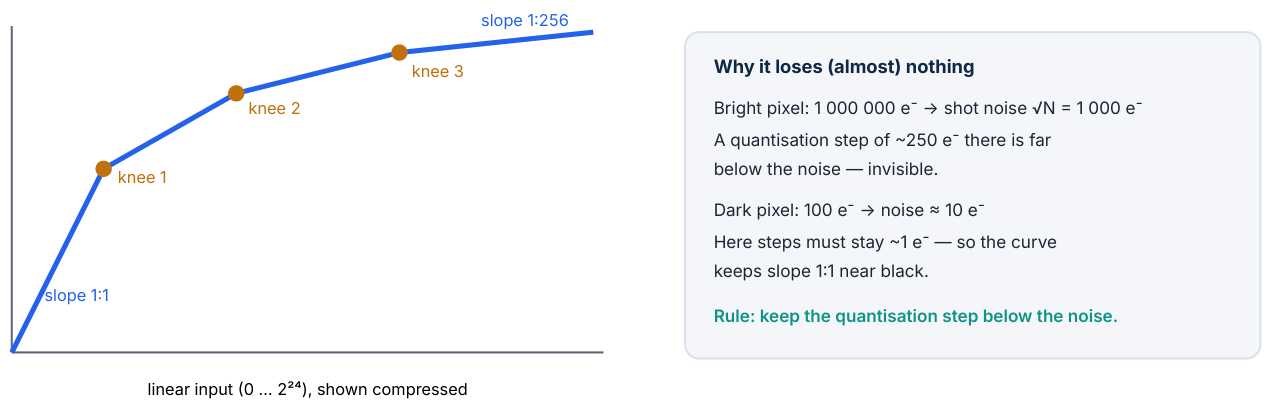 slope 1:256
knee 3
knee 2
knee 1
slope 1:1
linear input (0 … 2²⁴), shown compressed
Why it loses (almost) nothing
Bright pixel: 1 000 000 e⁻ → shot noise √N = 1 000 e⁻
A quantisation step of ~250 e⁻ there is far
below the noise — invisible.
Dark pixel: 100 e⁻ → noise ≈ 10 e⁻
Here steps must stay ~1 e⁻ — so the curve
keeps slope 1:1 near black.
Rule: keep the quantisation step below the noise.